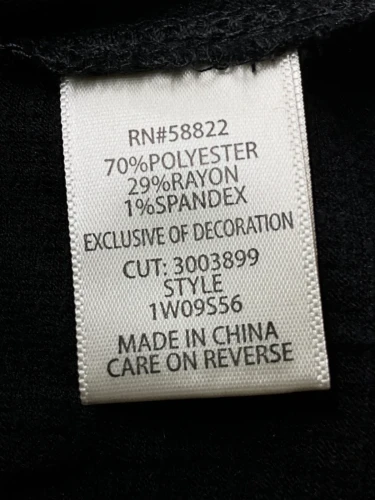 RN#58822
70%POLYESTER
29%RAYON
1%SPANDEX
EXCLUSIVE OF DECORATION
CUT: 3003899
STYLE
1W09S56
MADE IN CHINA
CARE ON REVERSE